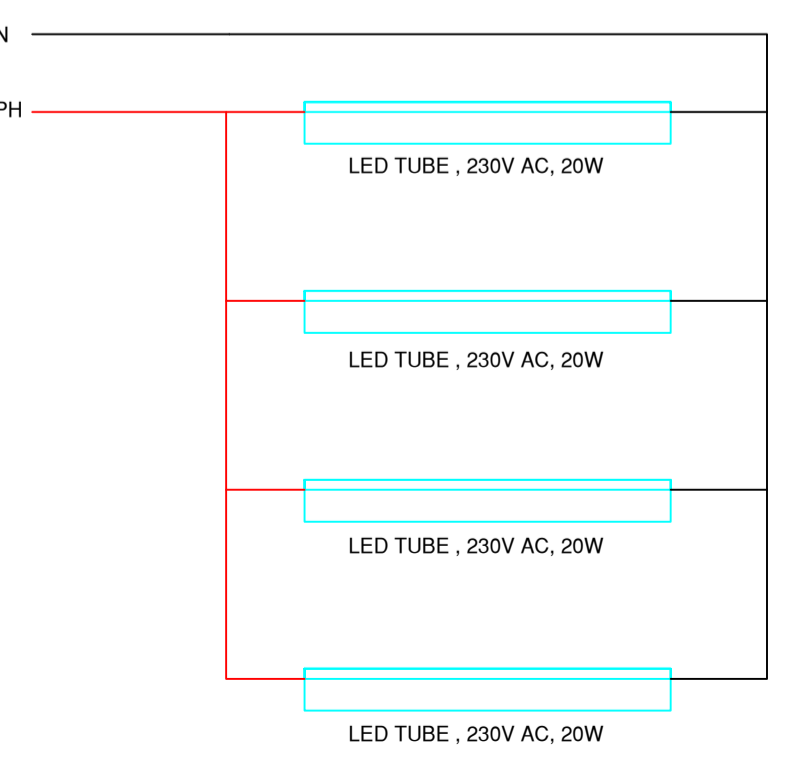 N
PH
LED TUBE , 230V AC, 20W
LED TUBE , 230V AC, 20W
LED TUBE , 230V AC, 20W
LED TUBE , 230V AC, 20W